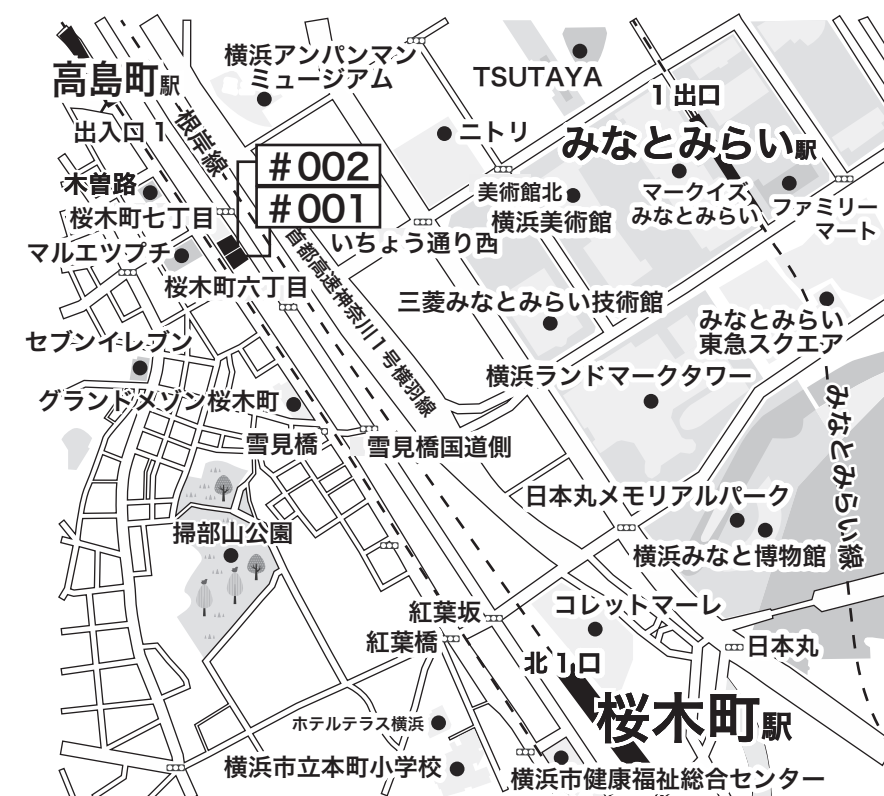 横浜アンパンマン
ミュージアム
TSUTAYA
高島町駅
1出口
出入口1
根岸線
ニトリ
みなとみらい駅
#002
#001
木曽路
美術館北
横浜美術館
マークイズ
みなとみらい
ファミリー
マート
桜木町七丁目
いちょう通り西
マルエツプチ
桜木町六丁目
首都高速神奈川1号横羽線
三菱みなとみらい技術館
みなとみらい
東急スクエア
セブンイレブン
横浜ランドマークタワー
グランドメゾン桜木町
みなとみらい線
雪見橋
雪見橋国道側
日本丸メモリアルパーク
掃部山公園
横浜みなと博物館
紅葉坂
コレットマーレ
紅葉橋
日本丸
北1口
桜木町駅
ホテルテラス横浜
横浜市立本町小学校
横浜市健康福祉総合センター